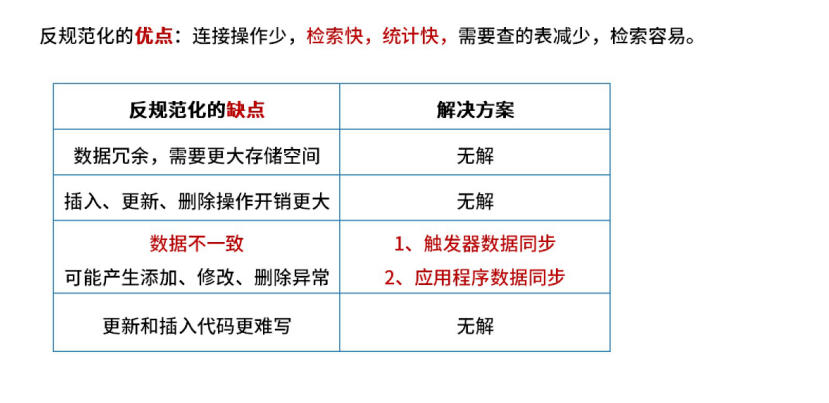 反规范化的优点：连接操作少，检索快，统计快，需要查的表减少，检索容易。
反规范化的缺点 解决方案
数据冗余，需要更大存储空间 无解
插入、更新、删除操作开销更大 无解
数据不一致 1、触发器数据同步
可能产生添加、修改、删除异常 2、应用程序数据同步
更新和插入代码更难写 无解